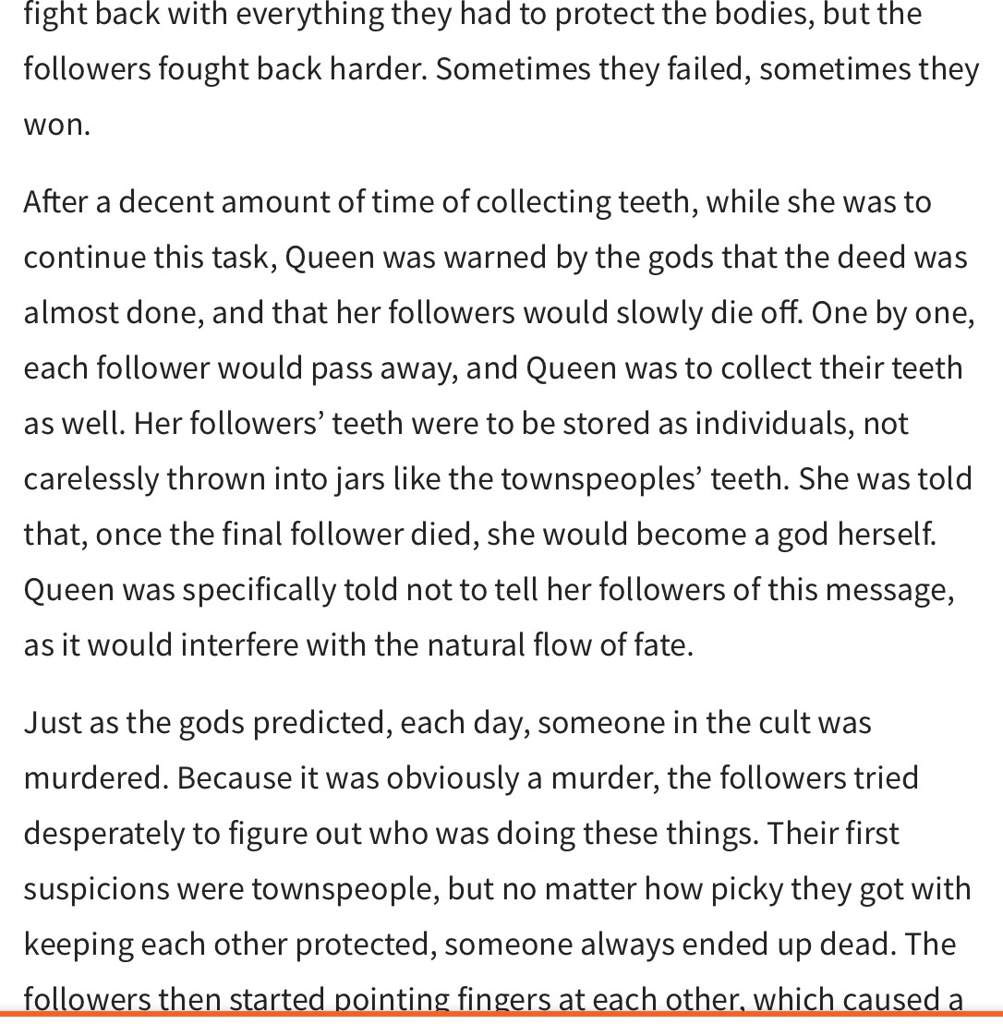 fight back with everything they had to protect the bodies, but the
followers fought back harder. Sometimes they failed, sometimes they
won.
After a decent amount of time of collecting teeth, while she was to
continue this task, Queen was warned by the gods that the deed was
almost done, and that her followers would slowly die off. One by one,
each follower would pass away, and Queen was to collect their teeth
as well. Her followers’ teeth were to be stored as individuals, not
carelessly thrown into jars like the townspeoples’ teeth. She was told
that, once the final follower died, she would become a god herself.
Queen was specifically told not to tell her followers of this message,
as it would interfere with the natural flow of fate.
Just as the gods predicted, each day, someone in the cult was
murdered. Because it was obviously a murder, the followers tried
desperately to figure out who was doing these things. Their first
suspicions were townspeople, but no matter how picky they got with
keeping each other protected, someone always ended up dead. The
followers then started pointing fingers at each other, which caused a